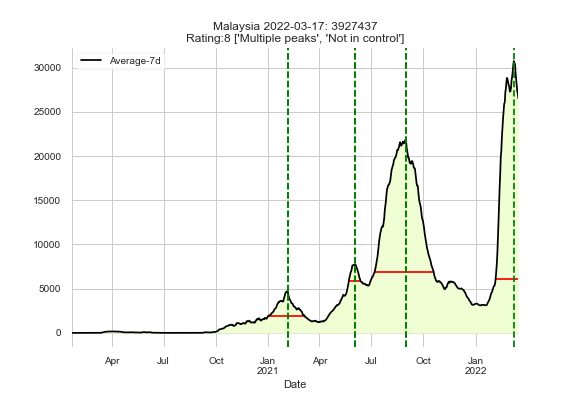 Malaysia 2022-03-17: 3927437
Rating:8 ['Multiple peaks', 'Not in control']
Average-7d
30000
25000
20000
15000
10000
5000
0
Apr Jul Oct Jan Apr Jul Oct Jan
2021 2022
Date